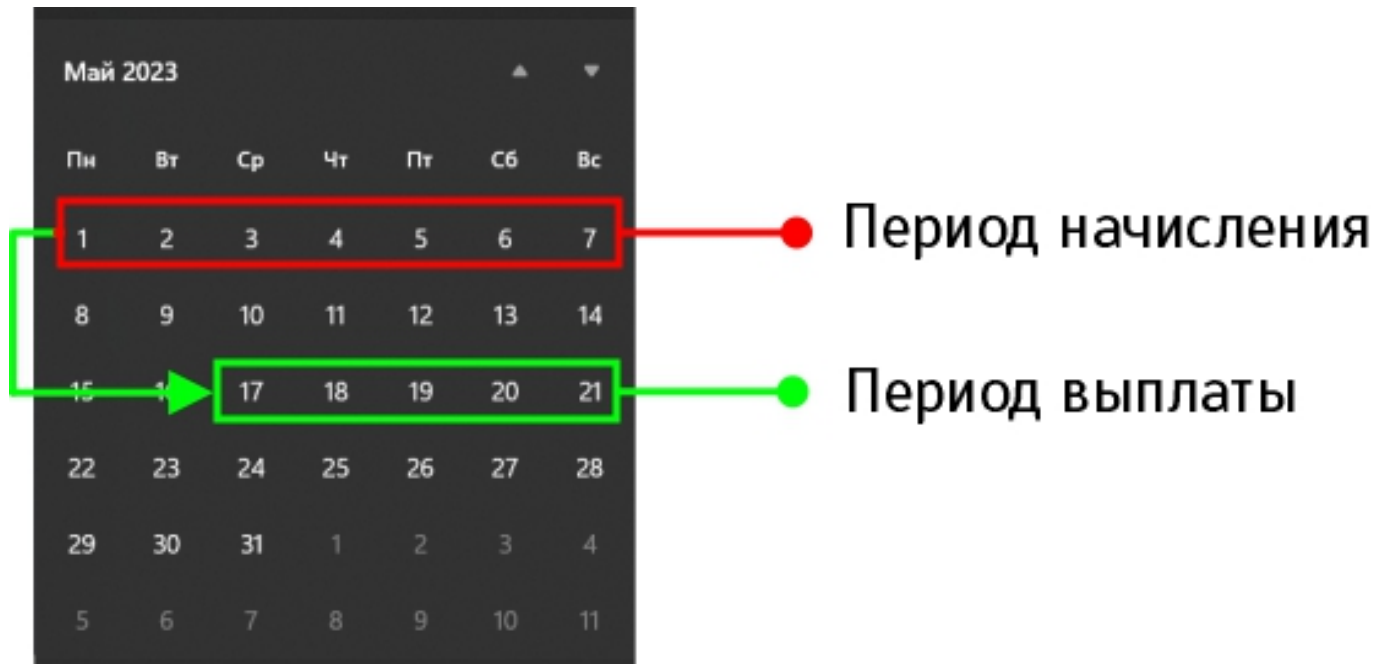 Май 2023
Пн Вт Ср Чт Пт Сб Вс
1 2 3 4 5 6 7
Период начисления
8 9 10 11 12 13 14
15 16 17 18 19 20 21
Период выплаты
22 23 24 25 26 27 28
29 30 31 1 2 3 4
5 6 7 8 9 10 11